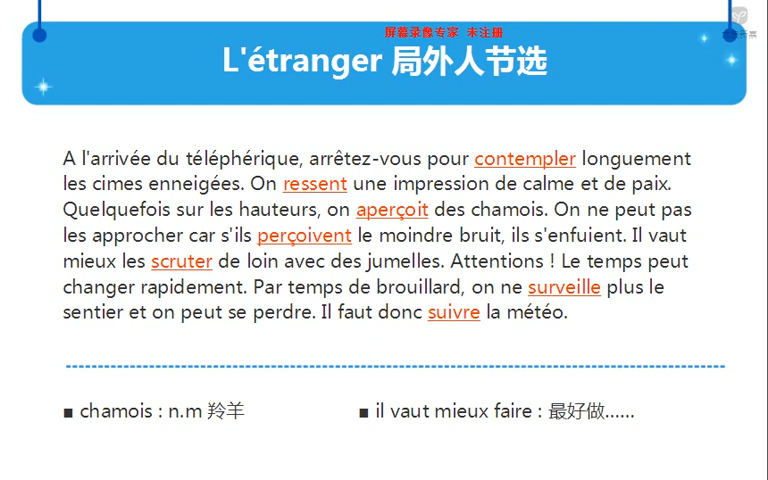 屏幕录像专家 未注册
L'étranger 局外人节选
A l'arrivée du téléphérique, arrêtez-vous pour contempler longuement
les cimes enneigées. On ressent une impression de calme et de paix.
Quelquefois sur les hauteurs, on aperçoit des chamois. On ne peut pas
les approcher car s'ils perçoivent le moindre bruit, ils s'enfuient. Il vaut
mieux les scruter de loin avec des jumelles. Attentions ! Le temps peut
changer rapidement. Par temps de brouillard, on ne surveille plus le
sentier et on peut se perdre. Il faut donc suivre la météo.
■ chamois : n.m 羚羊
■ il vaut mieux faire : 最好做……